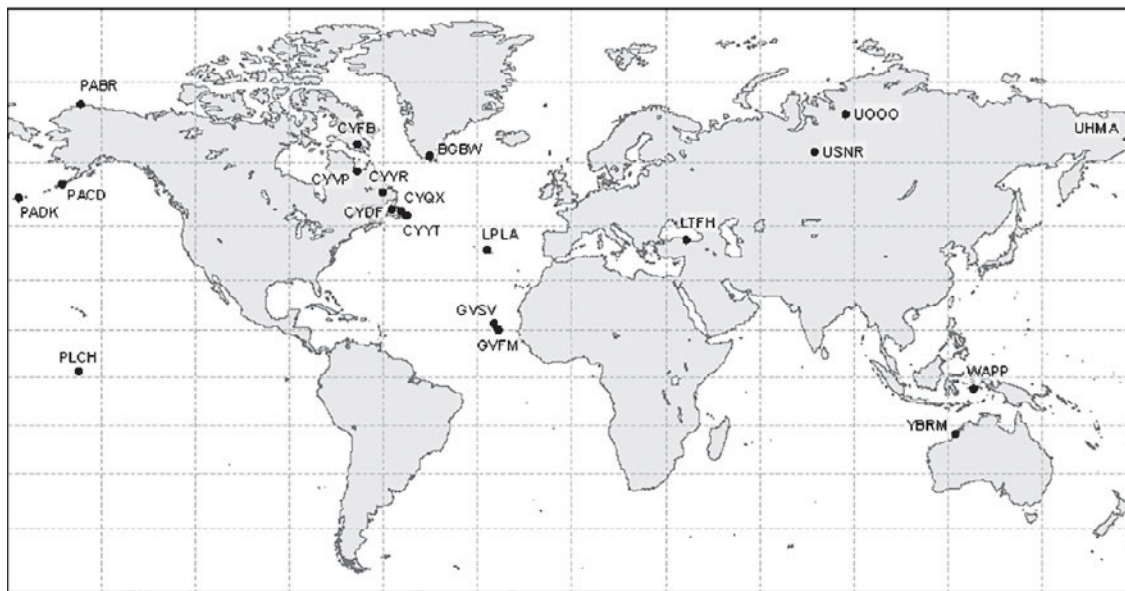 PABR
UOOO
CYFB
UHMA
BGBW
USNR
CYVP
CYYR
PACD
CYQX
PADK
CYDF
LTFH
CYYT
LPLA
GVSV
GVFM
PLCH
WAPP
YBRM